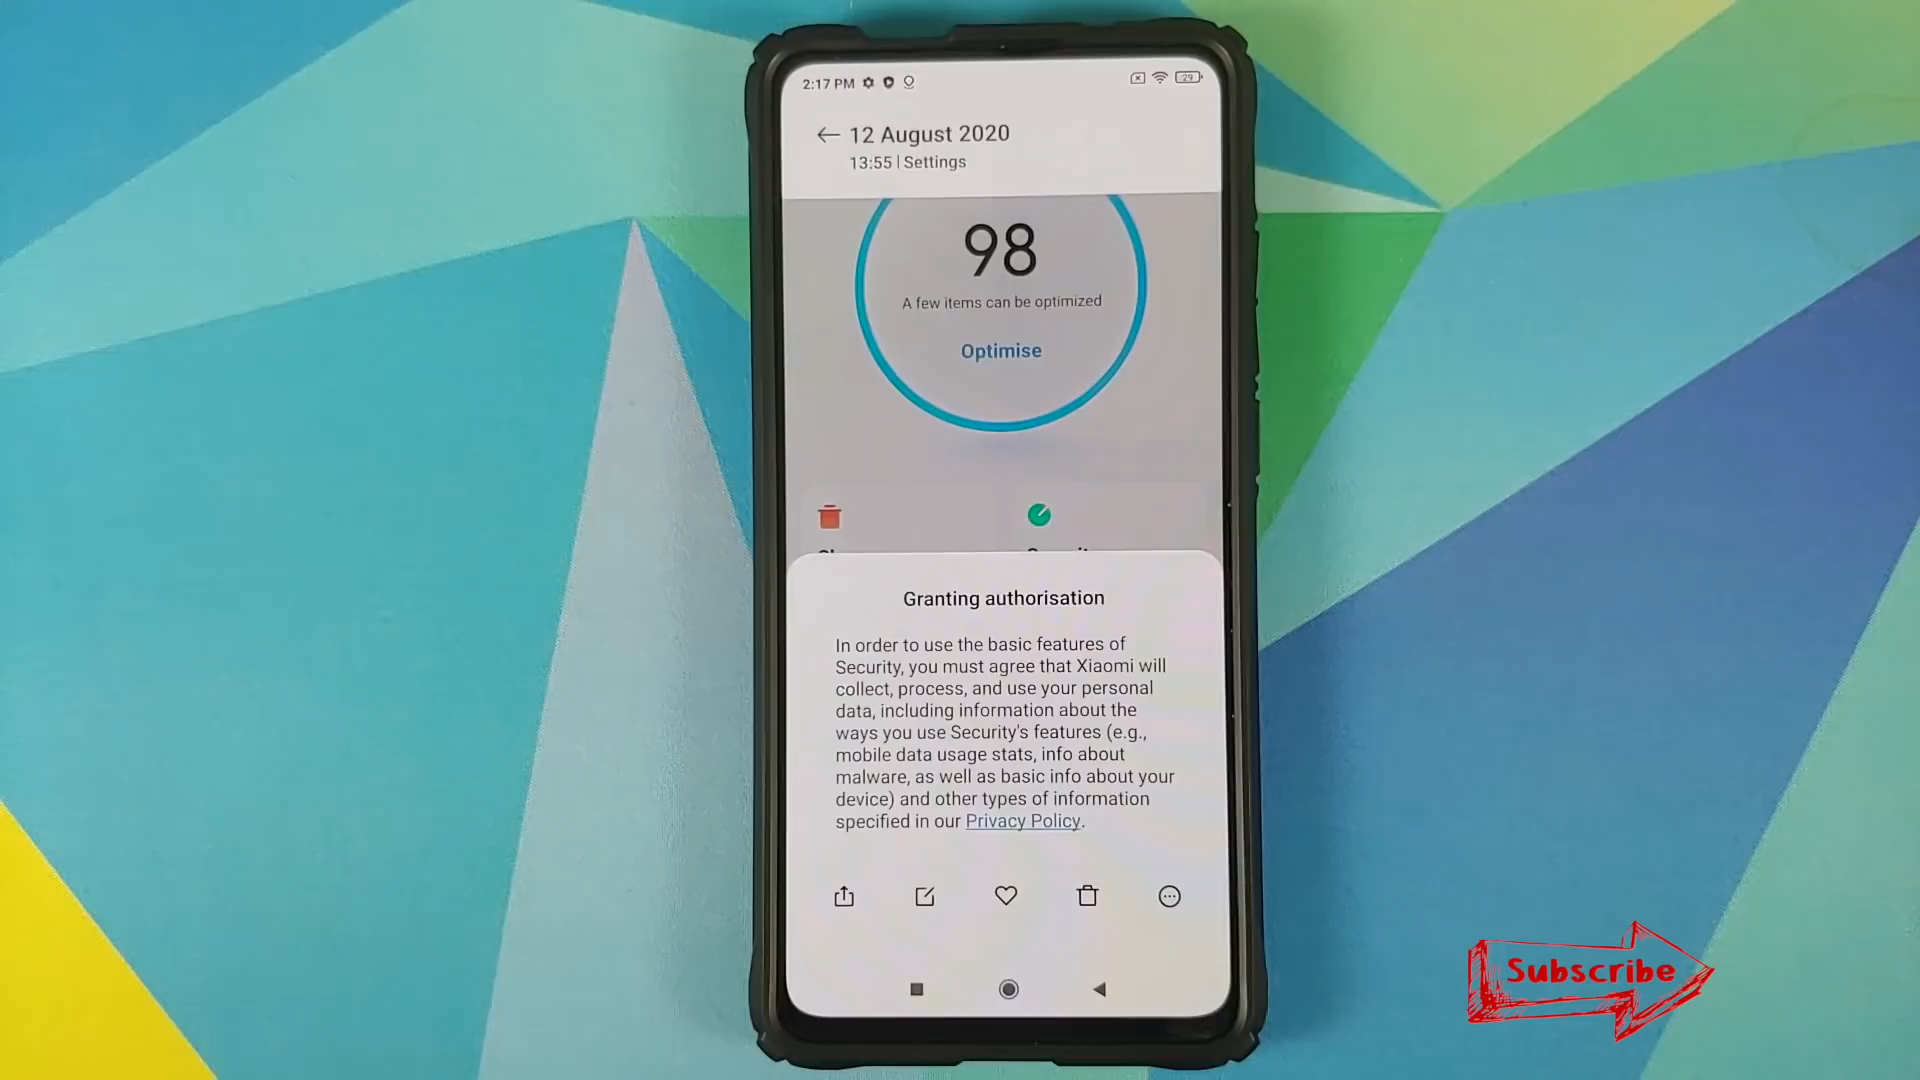 2:17 PM
29
12 August 2020
13:55 | Settings
98
A few items can be optimized
Optimise
Granting authorisation
In order to use the basic features of
Security, you must agree that Xiaomi will
collect, process, and use your personal
data, including information about the
ways you use Security's features (e.g.,
mobile data usage stats, info about
malware, as well as basic info about your
device) and other types of information
specified in our Privacy Policy.
Subscribe